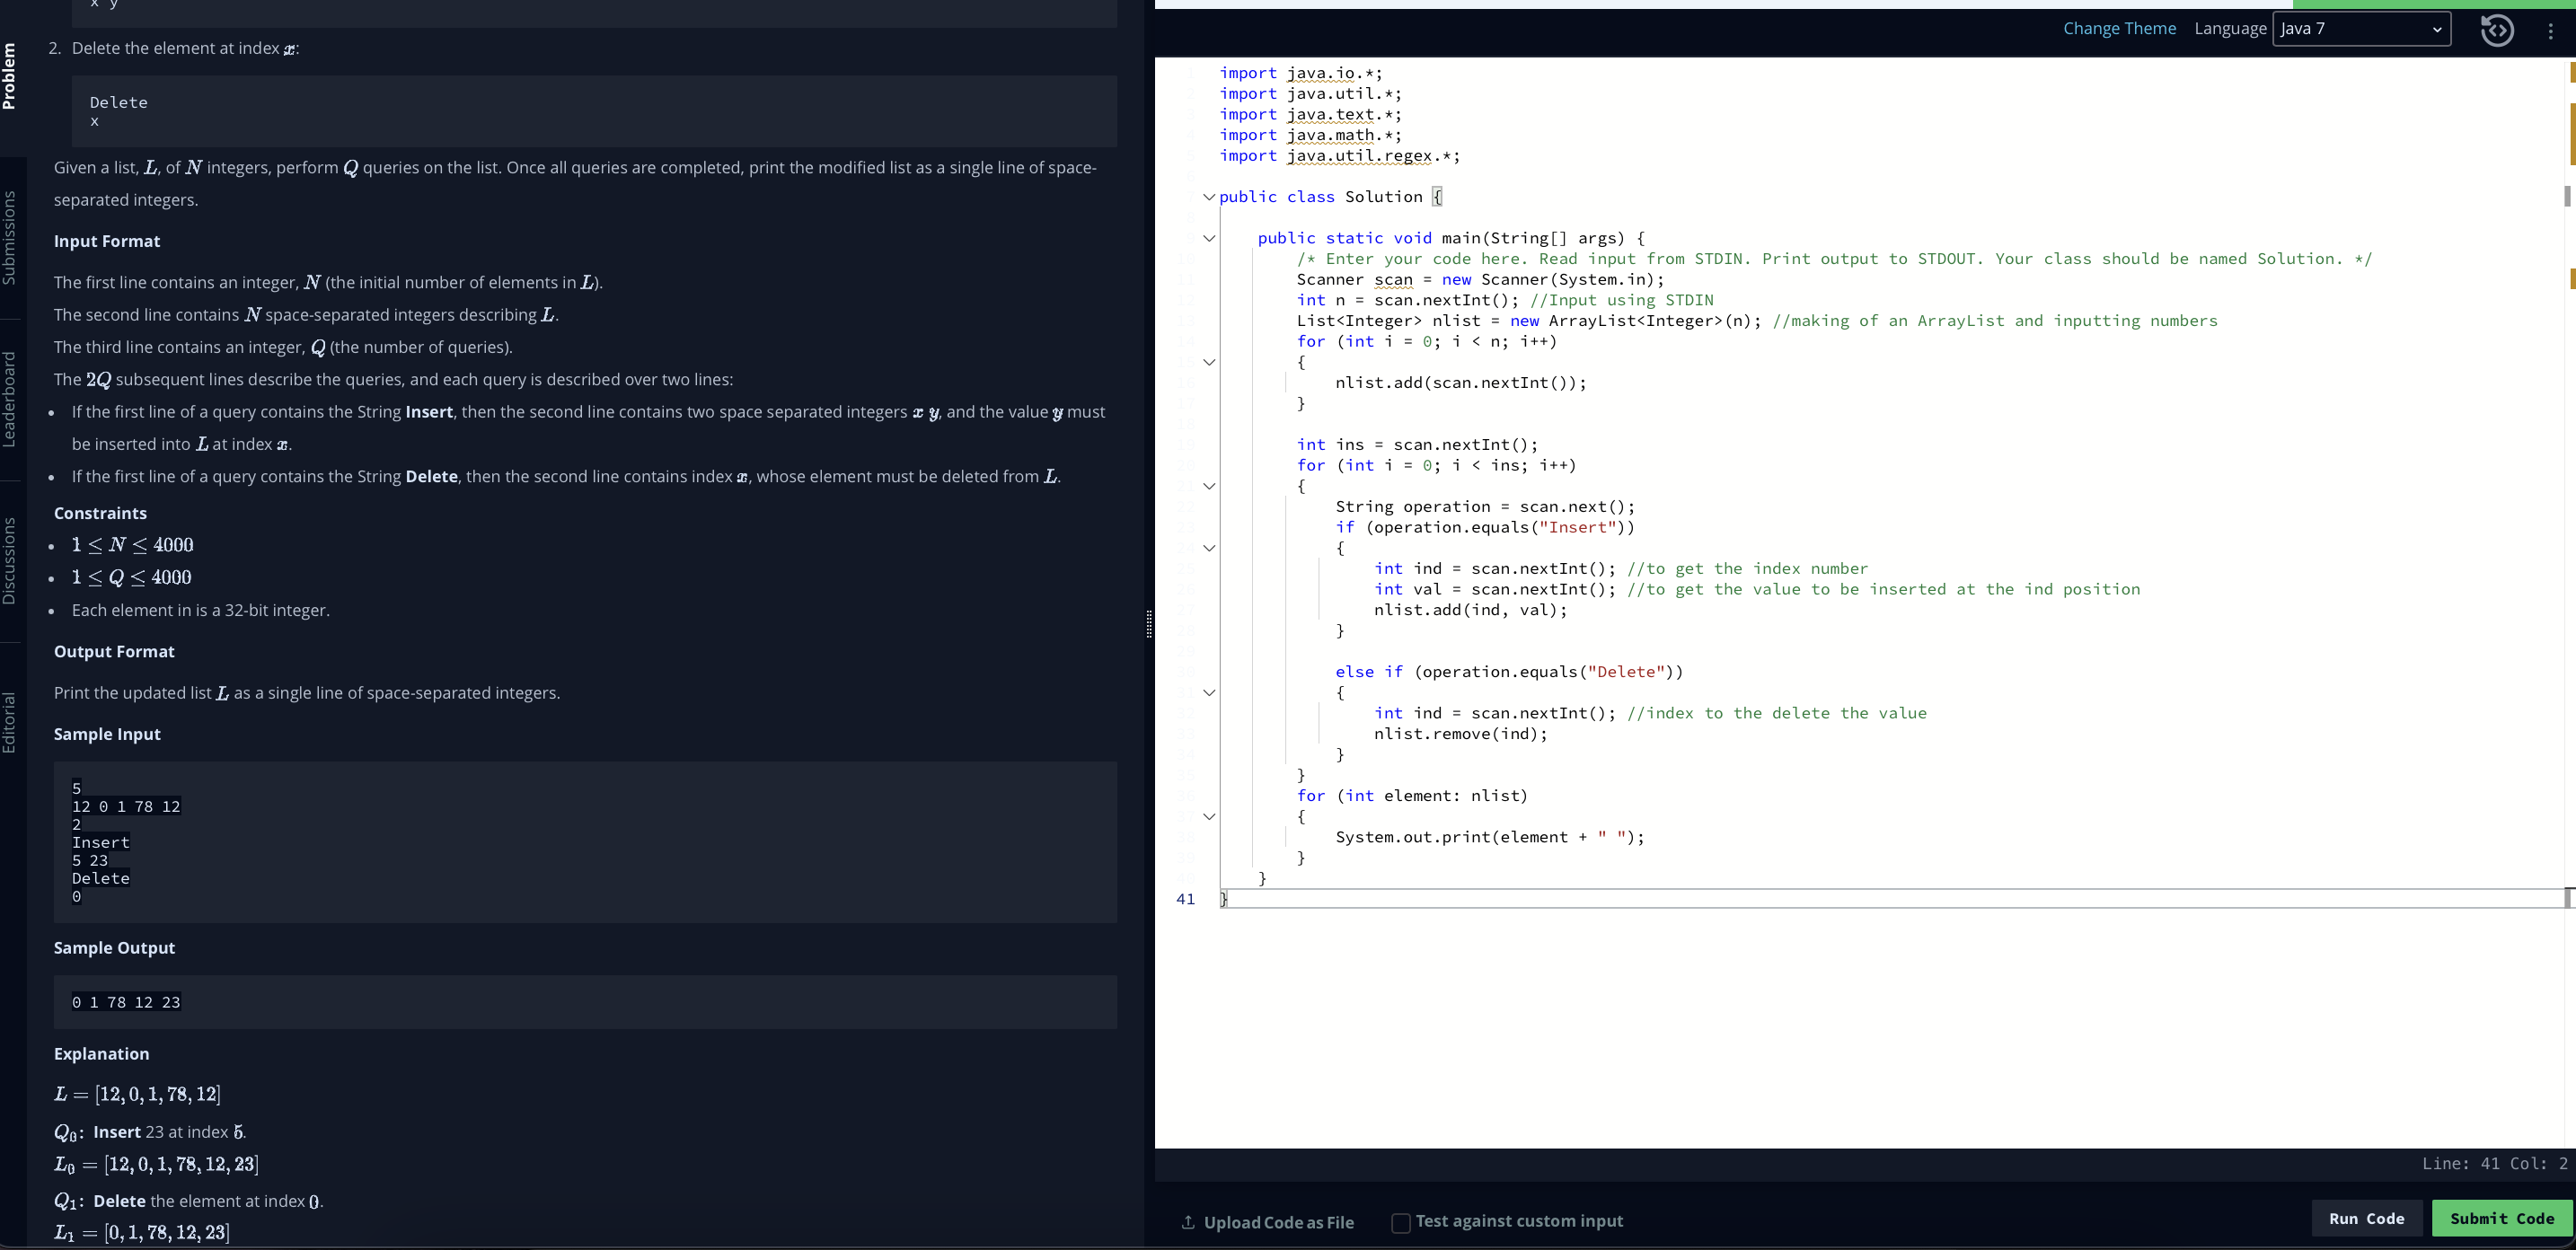 x y
2. Delete the element at index x:
Delete
x
Given a list, L, of N integers, perform Q queries on the list. Once all queries are completed, print the modified list as a single line of space-
separated integers.
Input Format
The first line contains an integer, N (the initial number of elements in L).
The second line contains N space-separated integers describing L.
The third line contains an integer, Q (the number of queries).
The 2Q subsequent lines describe the queries, and each query is described over two lines:
• If the first line of a query contains the String Insert, then the second line contains two space separated integers x y, and the value y must
be inserted into L at index x.
• If the first line of a query contains the String Delete, then the second line contains index x, whose element must be deleted from L.
Constraints
• 1 ≤ N ≤ 4000
• 1 ≤ Q ≤ 4000
• Each element in is a 32-bit integer.
Output Format
Print the updated list L as a single line of space-separated integers.
Sample Input
5
12 0 1 78 12
2
Insert
5 23
Delete
0
Sample Output
0 1 78 12 23
Explanation
L = [12, 0, 1, 78, 12]
Q0: Insert 23 at index 5.
L0 = [12, 0, 1, 78, 12, 23]
Q1: Delete the element at index 0.
L1 = [0, 1, 78, 12, 23]
Problem
Submissions
Leaderboard
Discussions
Editorial
Change Theme Language Java 7
import java.io.*;
import java.util.*;
import java.text.*;
import java.math.*;
import java.util.regex.*;
public class Solution {
public static void main(String[] args) {
/* Enter your code here. Read input from STDIN. Print output to STDOUT. Your class should be named Solution. */
Scanner scan = new Scanner(System.in);
int n = scan.nextInt(); //Input using STDIN
List<Integer> nlist = new ArrayList<Integer>(n); //making of an ArrayList and inputting numbers
for (int i = 0; i < n; i++)
{
nlist.add(scan.nextInt());
}
int ins = scan.nextInt();
for (int i = 0; i < ins; i++)
{
String operation = scan.next();
if (operation.equals("Insert"))
{
int ind = scan.nextInt(); //to get the index number
int val = scan.nextInt(); //to get the value to be inserted at the ind position
nlist.add(ind, val);
}
else if (operation.equals("Delete"))
{
int ind = scan.nextInt(); //index to the delete the value
nlist.remove(ind);
}
}
for (int element: nlist)
{
System.out.print(element + " ");
}
}
41 }
Line: 41 Col: 2
Upload Code as File Test against custom input Run Code Submit Code